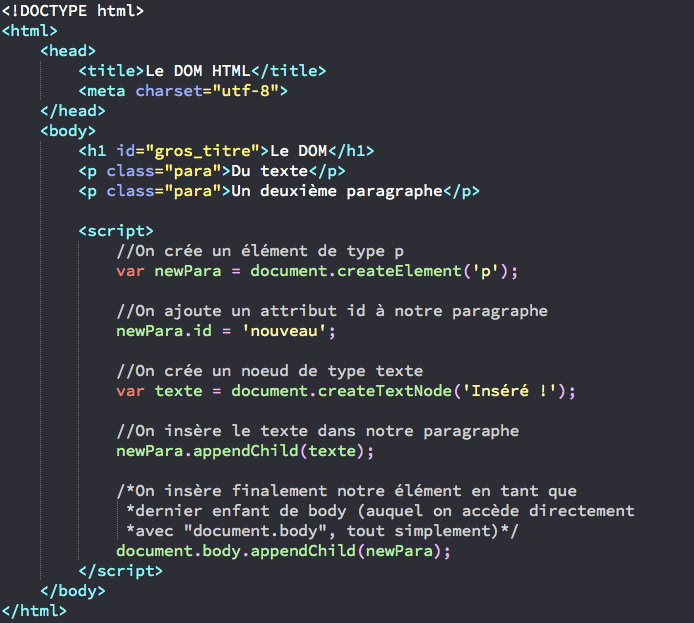 <!DOCTYPE html>
<html>
    <head>
        <title>Le DOM HTML</title>
        <meta charset="utf-8">
    </head>
    <body>
        <h1 id="gros_titre">Le DOM</h1>
        <p class="para">Du texte</p>
        <p class="para">Un deuxième paragraphe</p>

        <script>
            //On crée un élément de type p
            var newPara = document.createElement('p');

            //On ajoute un attribut id à notre paragraphe
            newPara.id = 'nouveau';

            //On crée un noeud de type texte
            var texte = document.createTextNode('Inséré !');

            //On insère le texte dans notre paragraphe
            newPara.appendChild(texte);

            /*On insère finalement notre élément en tant que
             *dernier enfant de body (auquel on accède directement
             *avec "document.body", tout simplement)*/
            document.body.appendChild(newPara);
        </script>
    </body>
</html>